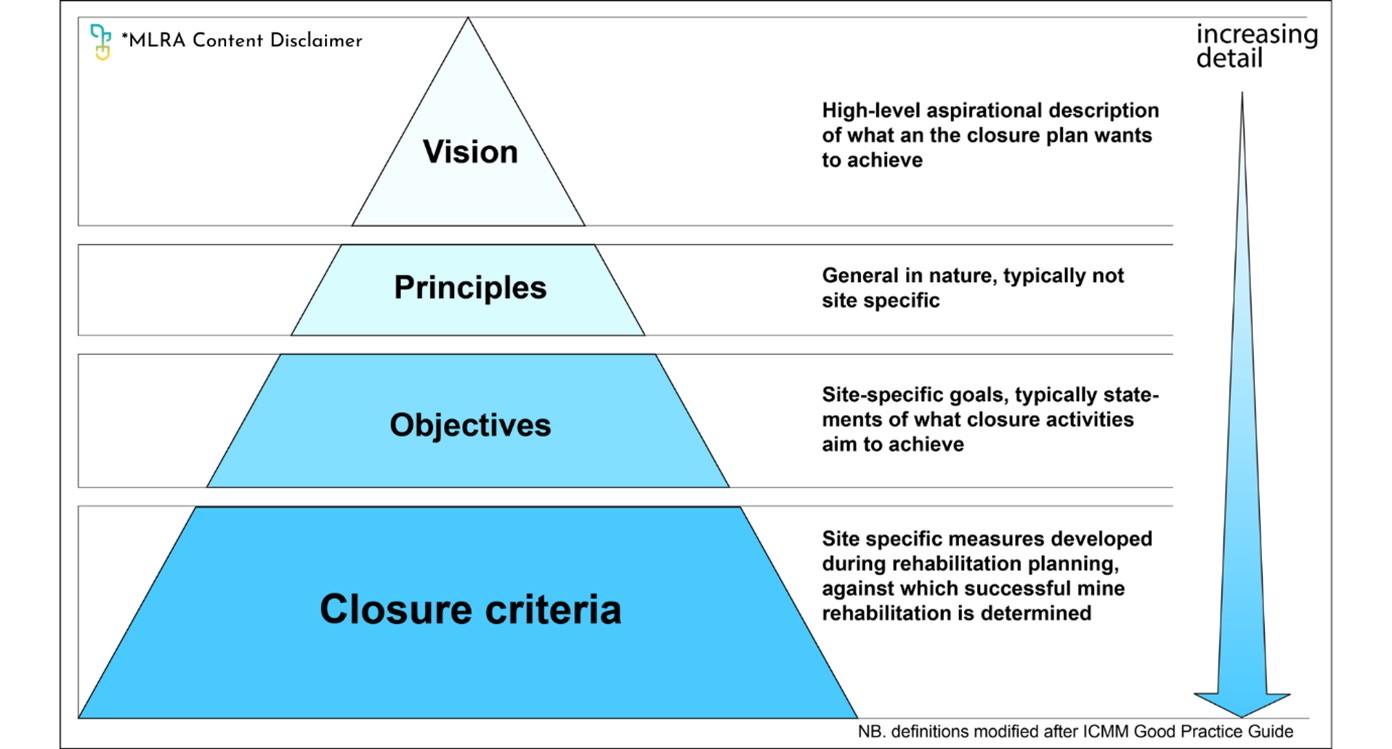 *MLRA Content Disclaimer
increasing
detail
Vision
High-level aspirational description
of what an the closure plan wants
to achieve
Principles
General in nature, typically not
site specific
Objectives
Site-specific goals, typically state-
ments of what closure activities
aim to achieve
Closure criteria
Site specific measures developed
during rehabilitation planning,
against which successful mine
rehabilitation is determined
NB. definitions modified after ICMM Good Practice Guide